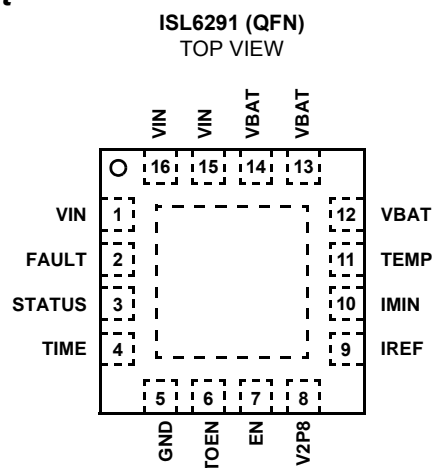 ISL6291 (QFN)
TOP VIEW
VIN VIN VBAT VBAT
16 15 14 13
VIN 1 12 VBAT
FAULT 2 11 TEMP
STATUS 3 10 IMIN
TIME 4 9 IREF
5 6 7 8
GND TOEN EN V2P8